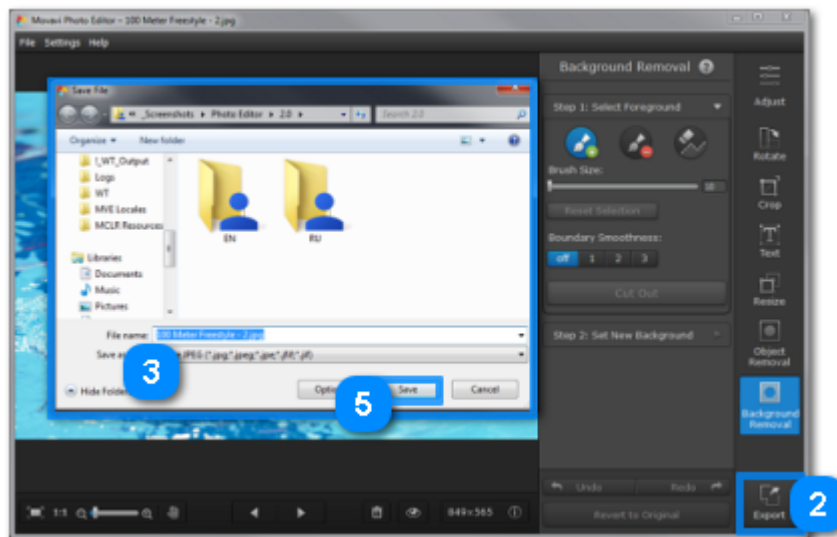 Movavi Photo Editor – 100 Meter Freestyle - 2.jpg
File Settings Help
Save File
« _Screenshots ▸ Photo Editor ▸ 2.0 ▸
Search 2.0
Organize New folder
!_WT_Output
Logs
WT
MVE Locales
MCLR Resources
Libraries
Documents
Music
Pictures
EN
RU
File name: 100 Meter Freestyle - 2.jpg
Save as JPEG (*.jpg;*.jpeg;*.jpe;*.jfif;*.jif)
3
Hide Folders
5
Save
Cancel
Background Removal
Step 1: Select Foreground
Brush Size:
10
Reset Selection
Boundary Smoothness:
off 1 2 3
Cut Out
Step 2: Set New Background
Undo
Redo
Revert to Original
Adjust
Rotate
Crop
Text
Resize
Object
Removal
Background
Removal
Export
2
1:1
849×565